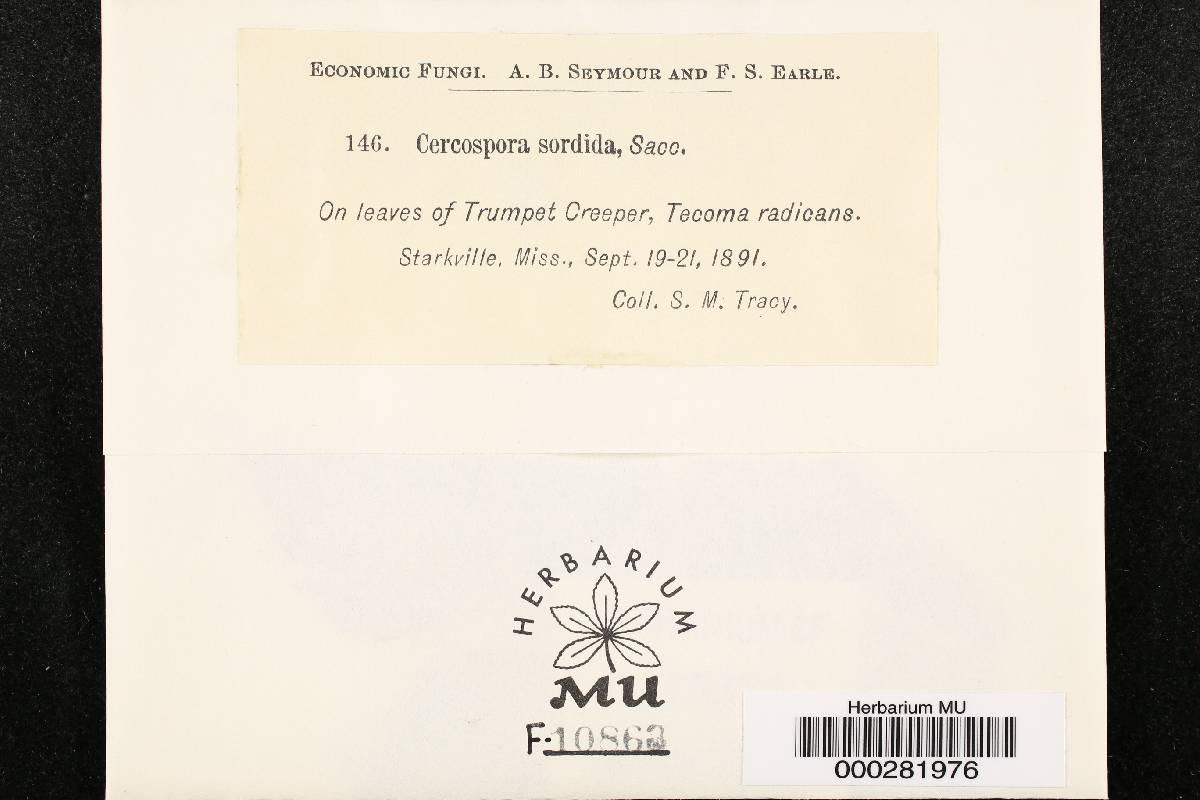 ECONOMIC FUNGI. A. B. SEYMOUR AND F. S. EARLE.
146. Cercospora sordida, Sacc.
On leaves of Trumpet Creeper, Tecoma radicans.
Starkville, Miss., Sept. 19-21, 1891.
Coll. S. M. Tracy.
HERBARIUM
MU
F-10863
Herbarium MU
000281976